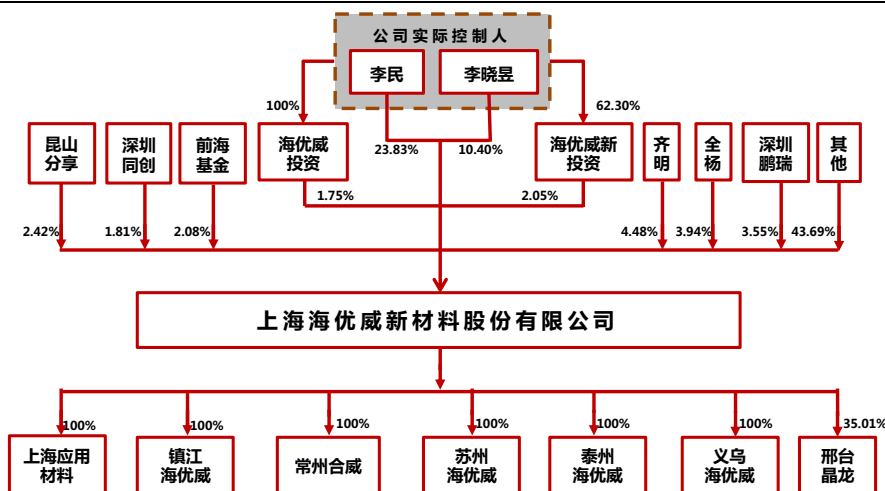 公司实际控制人
李民
李晓昱
100%
62.30%
昆山
分享
深圳
同创
前海
基金
海优威
投资
23.83%
10.40%
海优威新
投资
齐
明
全
杨
深圳
鹏瑞
其
他
1.75%
2.05%
2.42%
1.81%
2.08%
4.48%
3.94%
3.55%
43.69%
上海海优威新材料股份有限公司
100%
100%
100%
100%
100%
100%
35.01%
上海应用
材料
镇江
海优威
常州合威
苏州
海优威
泰州
海优威
义乌
海优威
邢台
晶龙